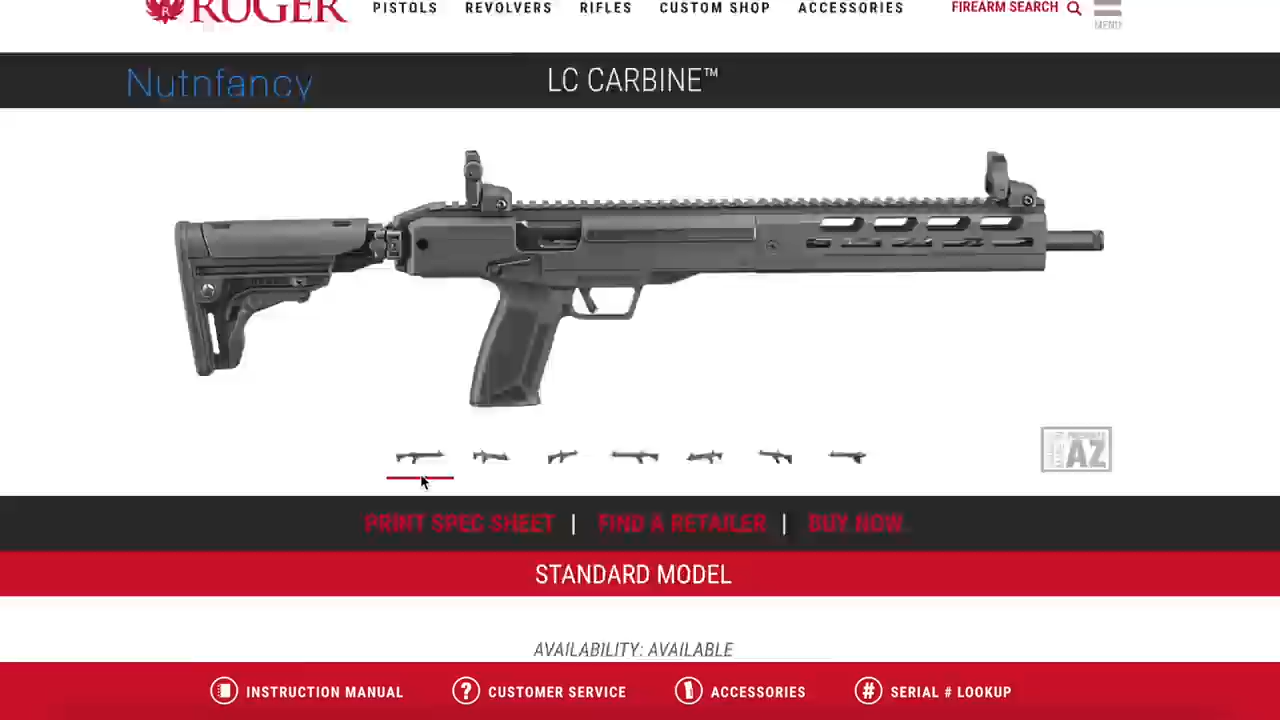 RUGER
PISTOLS REVOLVERS RIFLES CUSTOM SHOP ACCESSORIES FIREARM SEARCH
MENU
Nutnfancy
LC CARBINE™
AZ
PRINT SPEC SHEET | FIND A RETAILER | BUY NOW
STANDARD MODEL
AVAILABILITY: AVAILABLE
INSTRUCTION MANUAL ? CUSTOMER SERVICE ACCESSORIES # SERIAL # LOOKUP